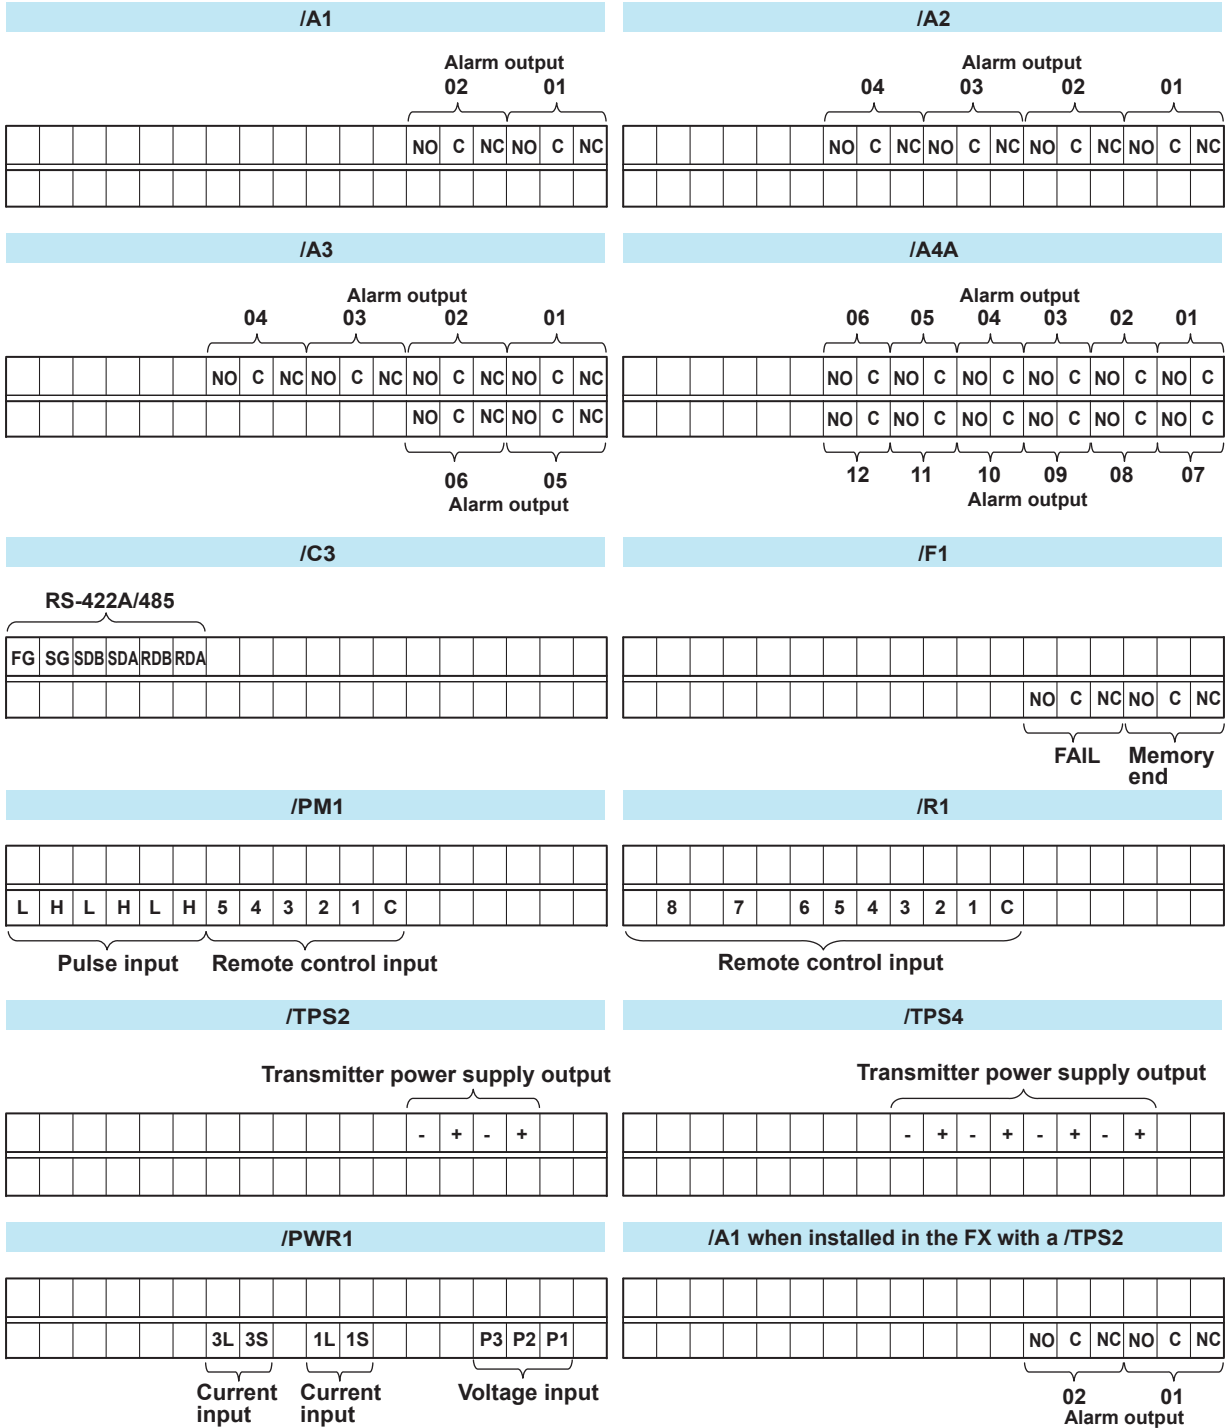 /A1
/A2
Alarm output
02 01
NO C NC NO C NC
Alarm output
04 03 02 01
NO C NC NO C NC NO C NC NO C NC
/A3
/A4A
Alarm output
04 03 02 01
NO C NC NO C NC NO C NC NO C NC
NO C NC NO C NC
06 05
Alarm output
Alarm output
06 05 04 03 02 01
NO C NO C NO C NO C NO C NO C
NO C NO C NO C NO C NO C NO C
12 11 10 09 08 07
Alarm output
/C3
/F1
RS-422A/485
FG SG SDB SDA RDB RDA
NO C NC NO C NC
FAIL Memory
end
/PM1
/R1
L H L H L H 5 4 3 2 1 C
Pulse input Remote control input
8 7 6 5 4 3 2 1 C
Remote control input
/TPS2
/TPS4
Transmitter power supply output
- + - +
Transmitter power supply output
- + - + - + - +
/PWR1
/A1 when installed in the FX with a /TPS2
3L 3S 1L 1S P3 P2 P1
Current Current Voltage input
input input
NO C NC NO C NC
02 01
Alarm output